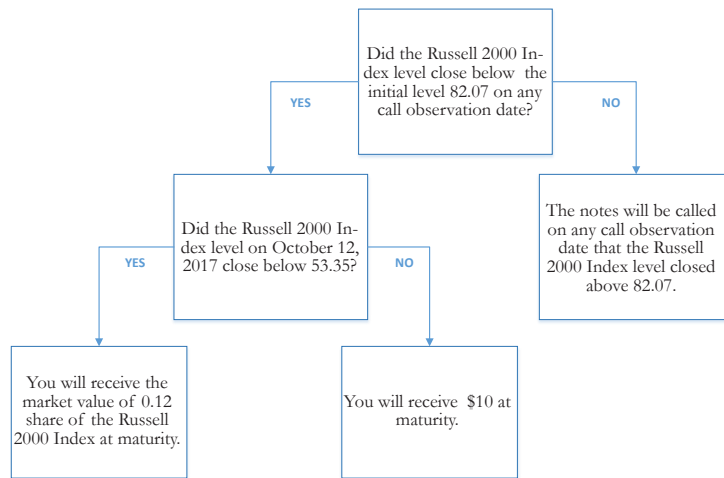 Did the Russell 2000 In-
dex level close below the
initial level 82.07 on any
call observation date?
YES
NO
Did the Russell 2000 In-
dex level on October 12,
2017 close below 53.35?
The notes will be called
on any call observation
date that the Russell
2000 Index level closed
above 82.07.
YES
NO
You will receive the
market value of 0.12
share of the Russell
2000 Index at maturity.
You will receive $10 at
maturity.